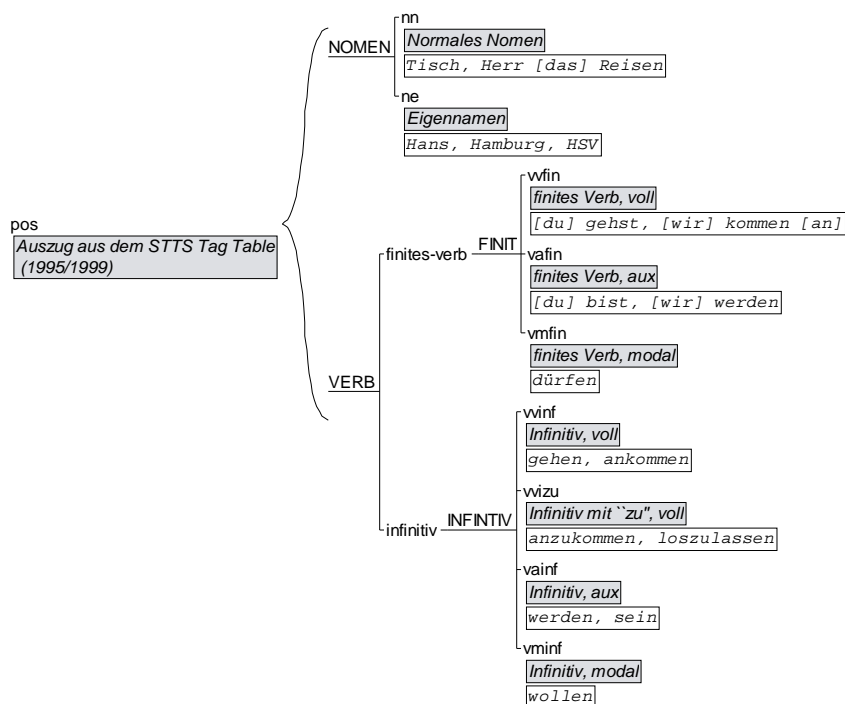 nn
NOMEN
Normales Nomen
Tisch, Herr [das] Reisen
ne
Eigennamen
Hans, Hamburg, HSV
pos
Auszug aus dem STTS Tag Table
(1995/1999)
VERB
finites-verb
FINIT
vvfin
finites Verb, voll
[du] gehst, [wir] kommen [an]
vafin
finites Verb, aux
[du] bist, [wir] werden
vmfin
finites Verb, modal
dürfen
infinitiv
INFINTIV
vvinf
Infinitiv, voll
gehen, ankommen
vvizu
Infinitiv mit ``zu'', voll
anzukommen, loszulassen
vainf
Infinitiv, aux
werden, sein
vminf
Infinitiv, modal
wollen